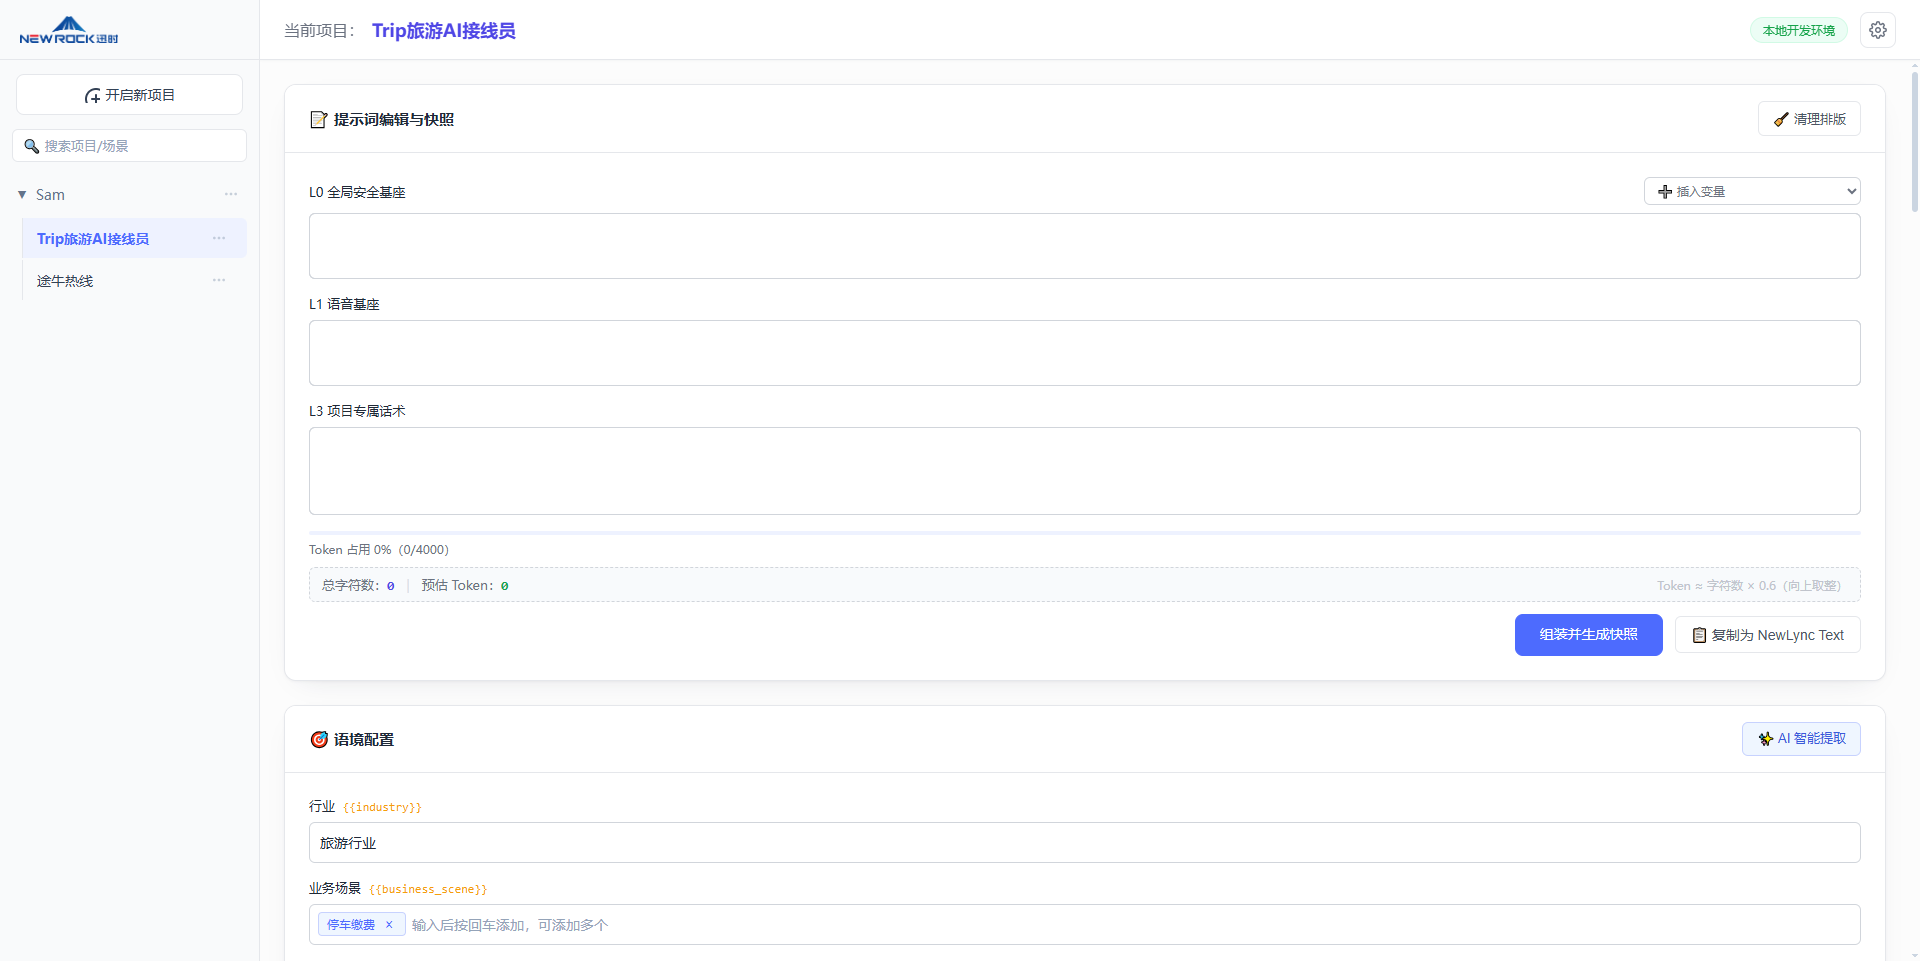 NEWROCK迅时
开启新项目
搜索项目/场景
Sam
Trip旅游AI接线员
途牛热线
当前项目： Trip旅游AI接线员
本地开发环境
提示词编辑与快照
清理排版
L0 全局安全基座
插入变量
L1 语音基座
L3 项目专属话术
Token 占用 0%（0/4000）
总字符数：0 | 预估 Token：0
Token ≈ 字符数 × 0.6（向上取整）
组装并生成快照
复制为 NewLync Text
语境配置
AI 智能提取
行业 {{industry}}
旅游行业
业务场景 {{business_scene}}
停车缴费 × 输入后按回车添加，可添加多个